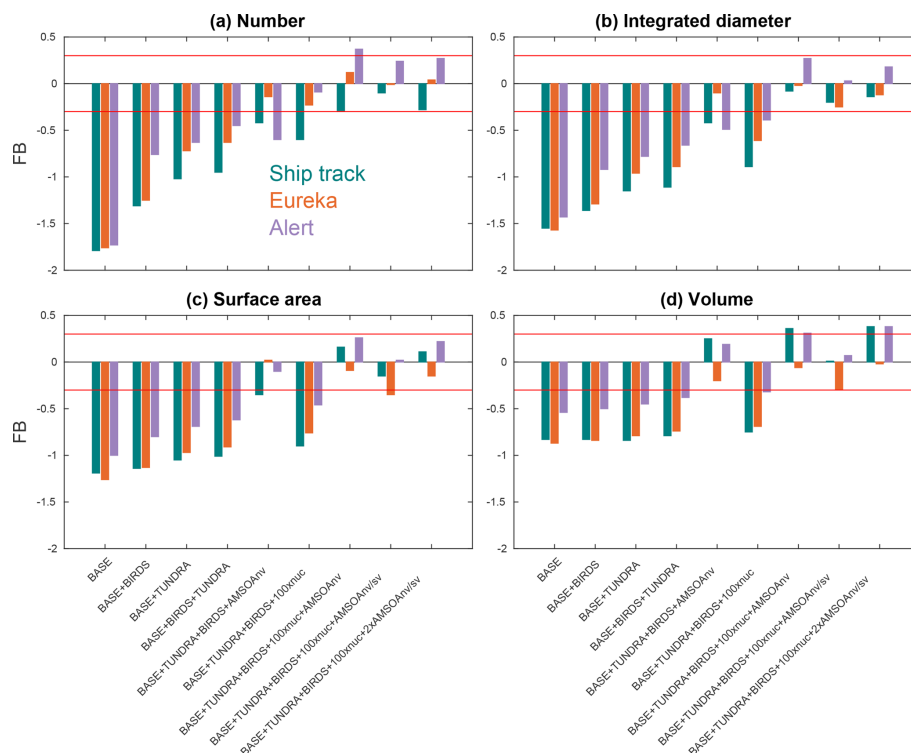 (a) Number
(b) Integrated diameter
0.5
0
-0.5
-1
-1.5
-2
FB
Ship track
Eureka
Alert
0.5
0
-0.5
-1
-1.5
-2
(c) Surface area
(d) Volume
0.5
0
-0.5
-1
-1.5
-2
FB
0.5
0
-0.5
-1
-1.5
-2
BASE
BASE+BIRDS
BASE+TUNDRA
BASE+BIRDS+TUNDRA
BASE+TUNDRA+BIRDS+AMSOAnv
BASE+TUNDRA+BIRDS+100xnuc
BASE+TUNDRA+BIRDS+100xnuc+AMSOAnv
BASE+TUNDRA+BIRDS+100xnuc+AMSOAnv/sv
BASE+TUNDRA+BIRDS+100xnuc+2xAMSOAnv/sv
BASE
BASE+BIRDS
BASE+TUNDRA
BASE+BIRDS+TUNDRA
BASE+TUNDRA+BIRDS+AMSOAnv
BASE+TUNDRA+BIRDS+100xnuc
BASE+TUNDRA+BIRDS+100xnuc+AMSOAnv
BASE+TUNDRA+BIRDS+100xnuc+AMSOAnv/sv
BASE+TUNDRA+BIRDS+100xnuc+2xAMSOAnv/sv